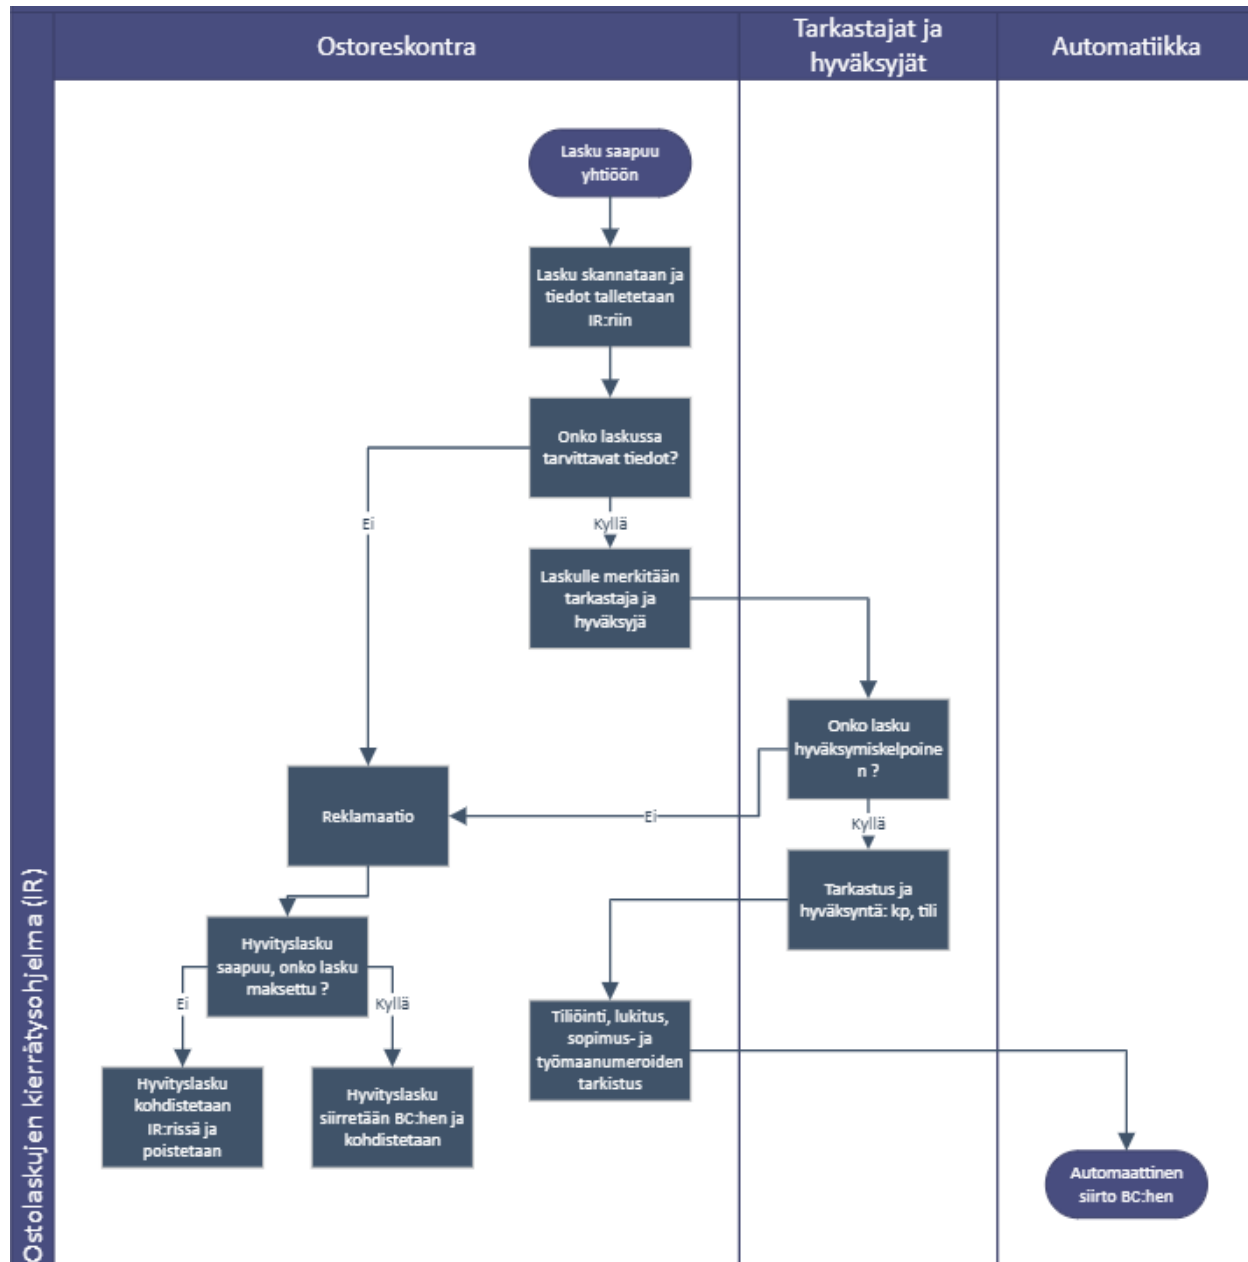 Ostoreskontra
Tarkastajat ja
hyväksyjät
Automatiikka
Ostolaskujen kierrätysohjelma (IR)
Lasku saapuu
yhtiöön
Lasku skannataan ja
tiedot talletetaan
IR:riin
Onko laskussa
tarvittavat tiedot?
Ei
Kyllä
Laskulle merkitään
tarkastaja ja
hyväksyjä
Onko lasku
hyväksymiskelpoine
n ?
Ei
Kyllä
Reklamaatio
Tarkastus ja
hyväksyntä: kp, tili
Hyvityslasku
saapuu, onko lasku
maksettu ?
Ei
Kyllä
Tiliöinti, lukitus,
sopimus- ja
työmaanumeroiden
tarkistus
Hyvityslasku
kohdistetaan
IR:rissä ja
poistetaan
Hyvityslasku
siirretään BC:hen ja
kohdistetaan
Automaattinen
siirto BC:hen